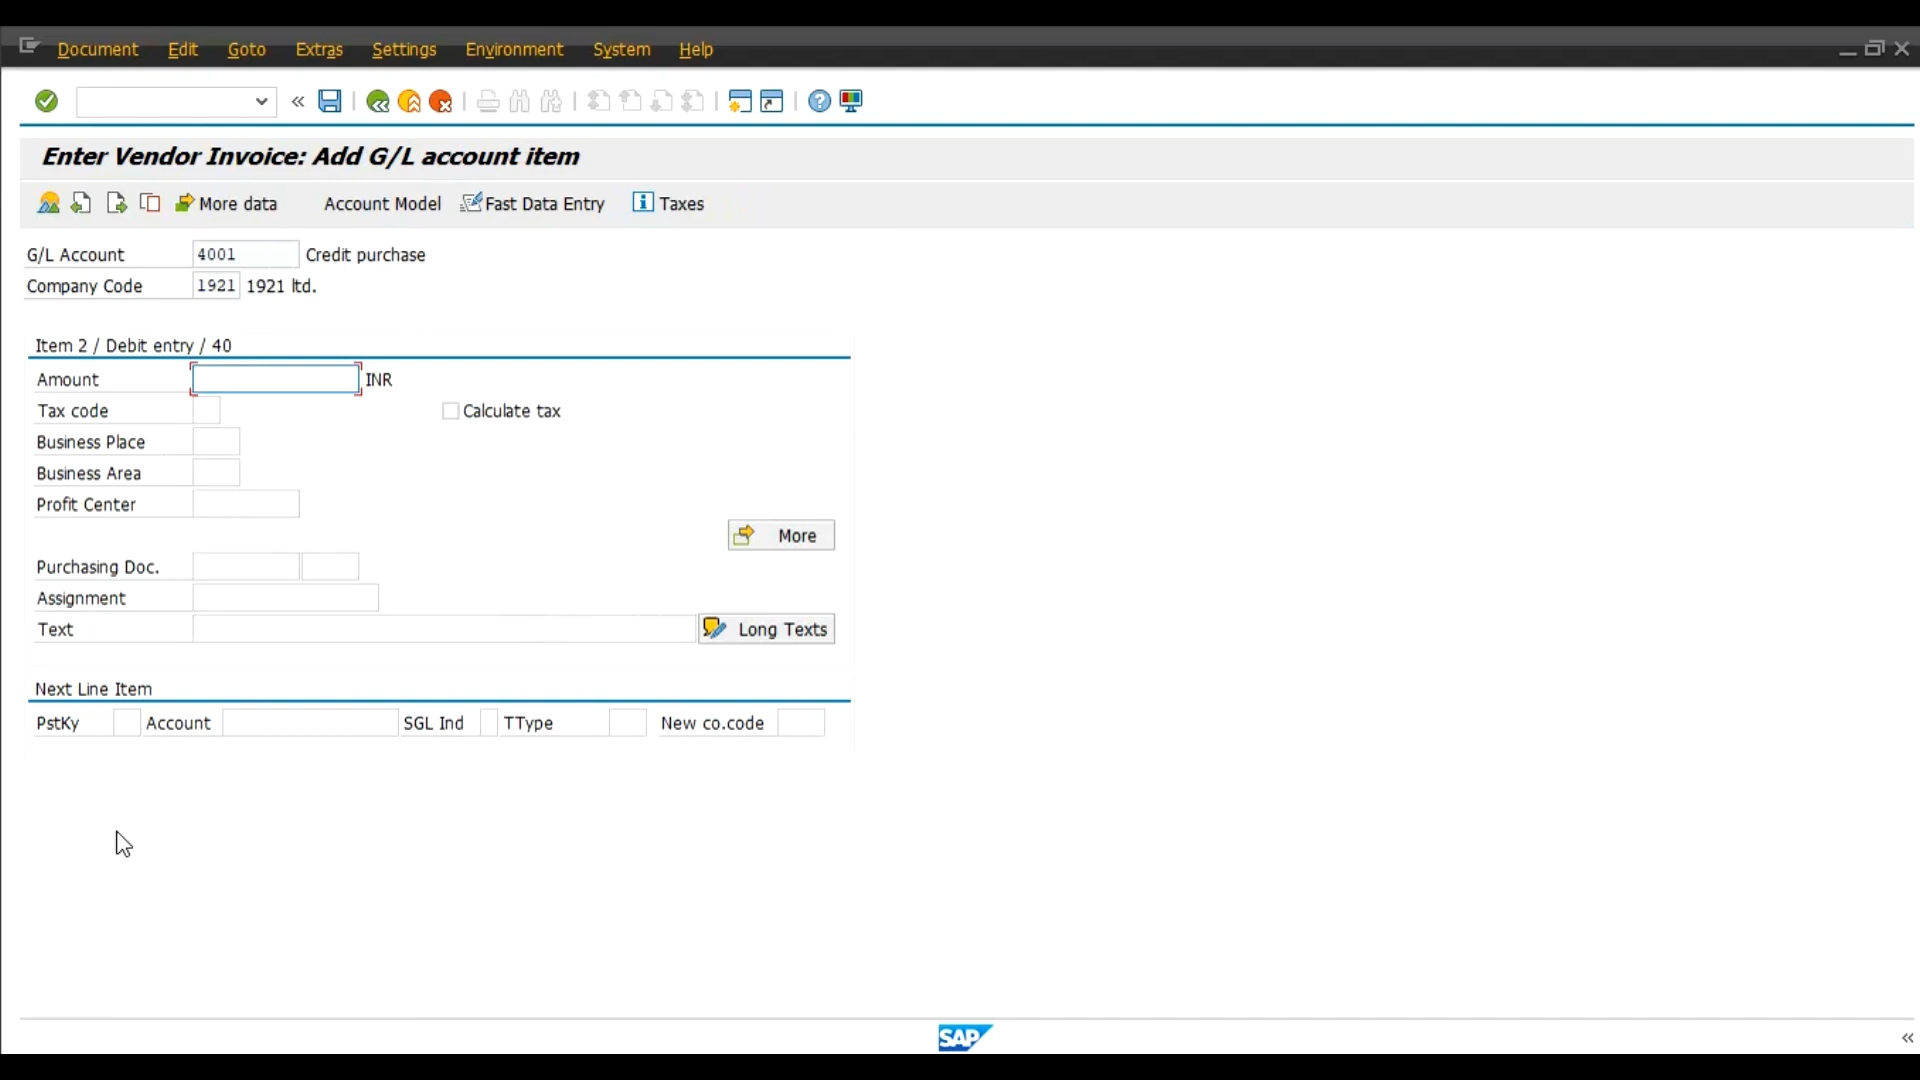 Document Edit Goto Extras Settings Environment System Help
Enter Vendor Invoice: Add G/L account item
More data Account Model Fast Data Entry Taxes
G/L Account 4001 Credit purchase
Company Code 1921 1921 ltd.
Item 2 / Debit entry / 40
Amount INR
Tax code Calculate tax
Business Place
Business Area
Profit Center
More
Purchasing Doc.
Assignment
Text Long Texts
Next Line Item
PstKy Account SGL Ind TType New co.code
SAP